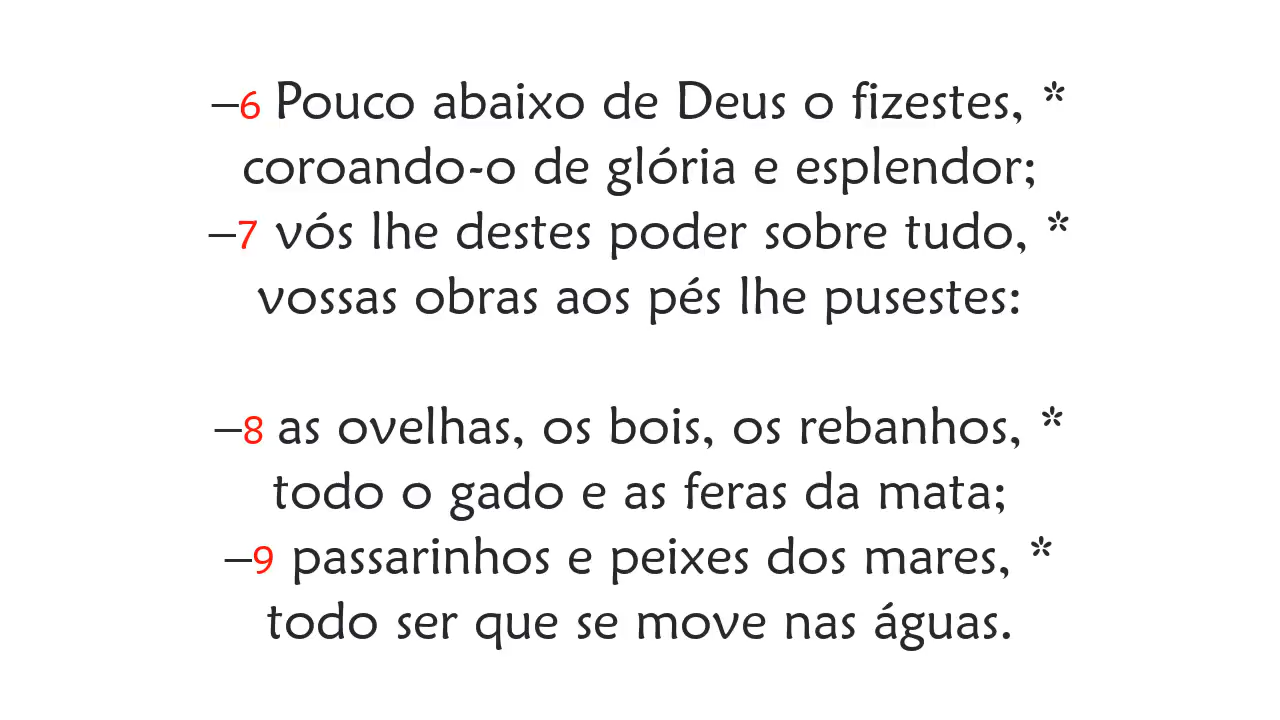 –6 Pouco abaixo de Deus o fizestes, *
coroando-o de glória e esplendor;
–7 vós lhe destes poder sobre tudo, *
vossas obras aos pés lhe pusestes:
–8 as ovelhas, os bois, os rebanhos, *
todo o gado e as feras da mata;
–9 passarinhos e peixes dos mares, *
todo ser que se move nas águas.